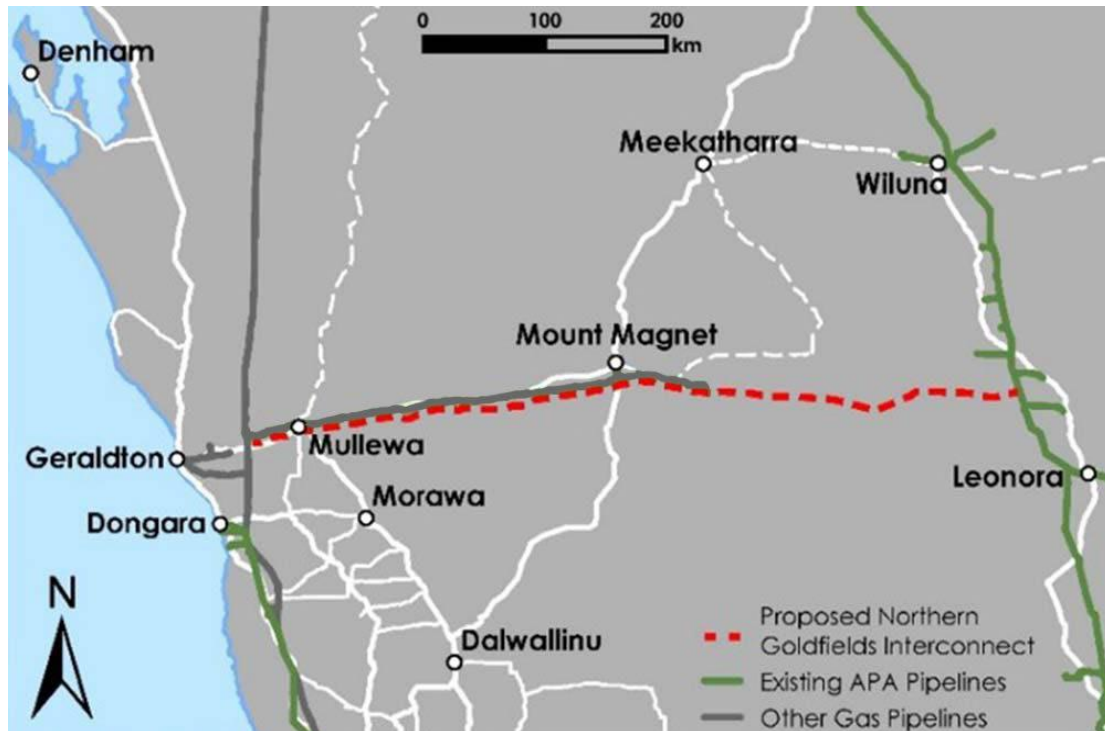 0 100 200
km
Denham
Meekatharra
Wiluna
Mount Magnet
Mullewa
Geraldton
Leonora
Morawa
Dongara
N
Dalwallinu
Proposed Northern
Goldfields Interconnect
Existing APA Pipelines
Other Gas Pipelines